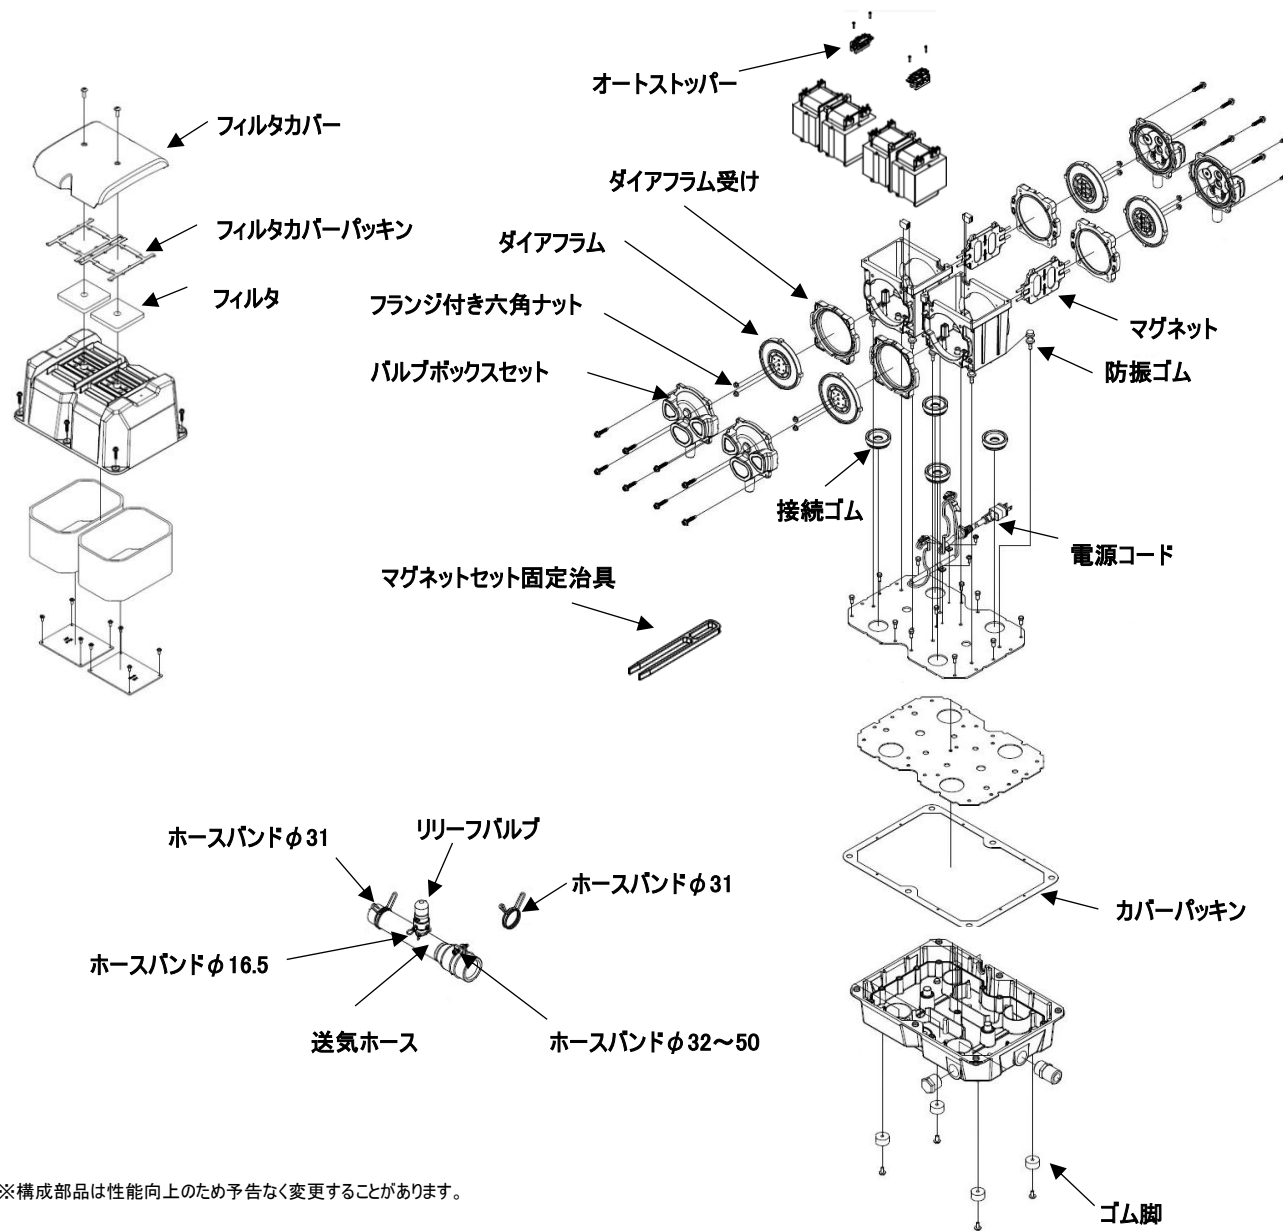 オートストッパー
フィルタカバー
ダイアフラム受け
フィルタカバーパッキン
ダイアフラム
フィルタ
フランジ付き六角ナット
マグネット
バルブボックスセット
防振ゴム
接続ゴム
電源コード
マグネットセット固定治具
ホースバンドφ31
リリーフバルブ
ホースバンドφ31
カバーパッキン
ホースバンドφ16.5
送気ホース
ホースバンドφ32～50
ゴム脚
※構成部品は性能向上のため予告なく変更することがあります。